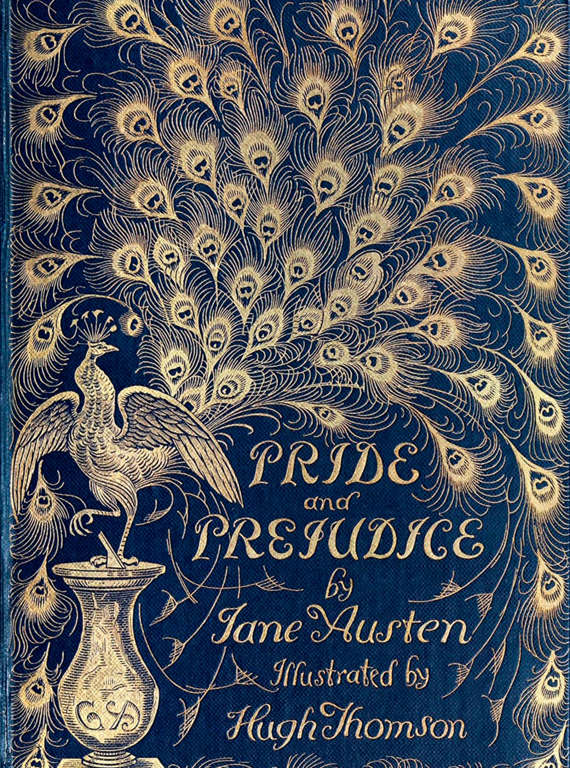 PRIDE
and
PREJUDICE
by
Jane Austen
Illustrated by
Hugh Thomson